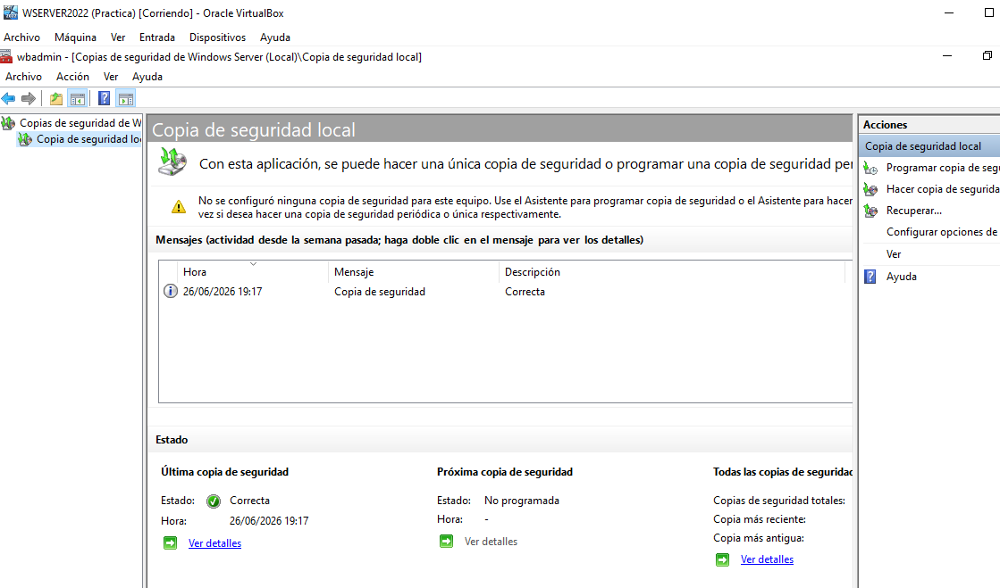 WSERVER2022 (Practica) [Corriendo] - Oracle VirtualBox
Archivo Máquina Ver Entrada Dispositivos Ayuda
wbadmin - [Copias de seguridad de Windows Server (Local)\Copia de seguridad local]
Archivo Acción Ver Ayuda
Copias de seguridad de W
Copia de seguridad lo
Copia de seguridad local
Con esta aplicación, se puede hacer una única copia de seguridad o programar una copia de seguridad per
No se configuró ninguna copia de seguridad para este equipo. Use el Asistente para programar copia de seguridad o el Asistente para hacer
vez si desea hacer una copia de seguridad periódica o única respectivamente.
Mensajes (actividad desde la semana pasada; haga doble clic en el mensaje para ver los detalles)
Hora Mensaje Descripción
26/06/2026 19:17 Copia de seguridad Correcta
Estado
Última copia de seguridad
Estado: Correcta
Hora: 26/06/2026 19:17
Ver detalles
Próxima copia de seguridad
Estado: No programada
Hora: -
Ver detalles
Todas las copias de seguridad
Copias de seguridad totales:
Copia más reciente:
Copia más antigua:
Ver detalles
Acciones
Copia de seguridad local
Programar copia de seg
Hacer copia de segurida
Recuperar...
Configurar opciones de
Ver
Ayuda